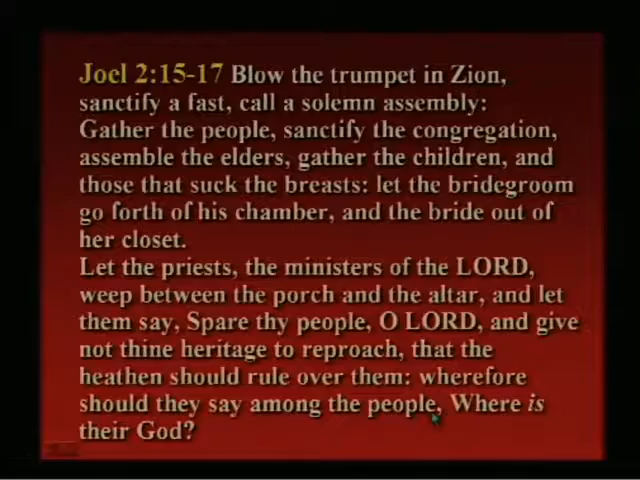 Joel 2:15-17 Blow the trumpet in Zion,
sanctify a fast, call a solemn assembly:
Gather the people, sanctify the congregation,
assemble the elders, gather the children, and
those that suck the breasts: let the bridegroom
go forth of his chamber, and the bride out of
her closet.
Let the priests, the ministers of the LORD,
weep between the porch and the altar, and let
them say, Spare thy people, O LORD, and give
not thine heritage to reproach, that the
heathen should rule over them: wherefore
should they say among the people, Where is
their God?